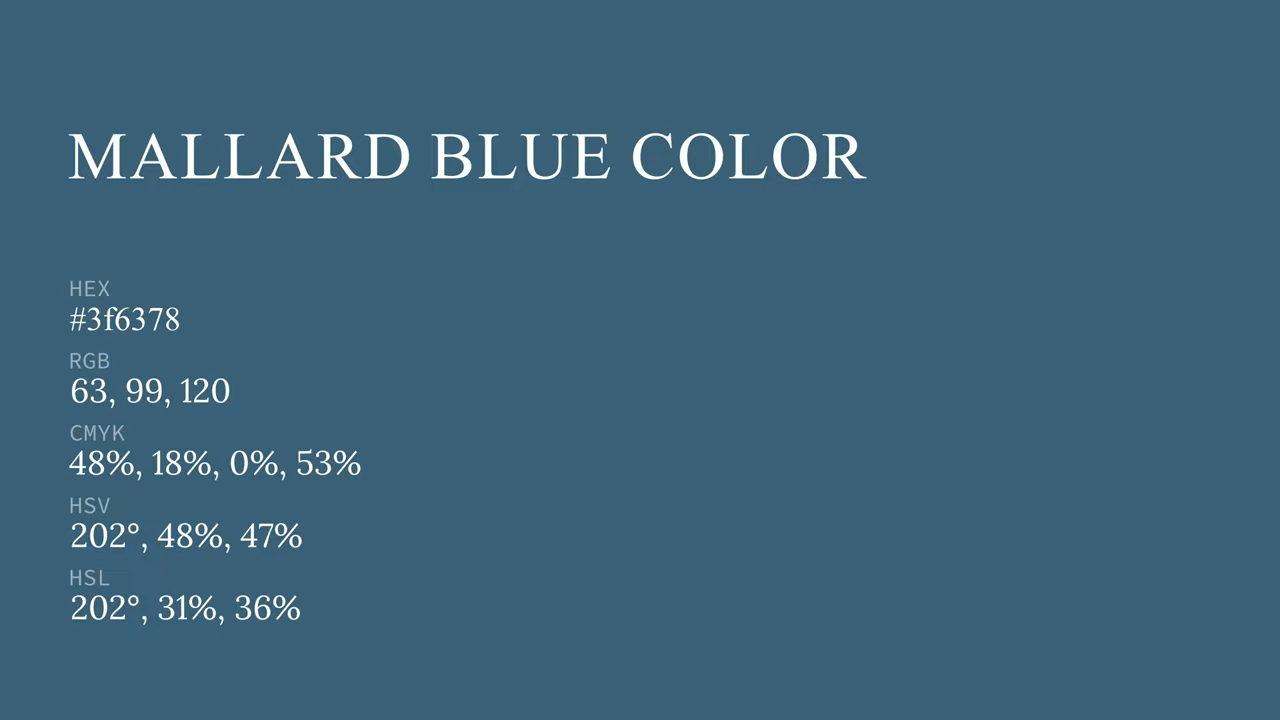 MALLARD BLUE COLOR
HEX
#3f6378
RGB
63, 99, 120
CMYK
48%, 18%, 0%, 53%
HSV
202°, 48%, 47%
HSL
202°, 31%, 36%